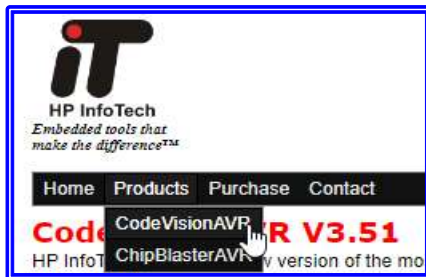 iT
HP InfoTech
Embedded tools that
make the difference™
Home Products Purchase Contact
CodeVisionAVR
ChipBlasterAVR
Code R V3.51
HP InfoT version of the mo